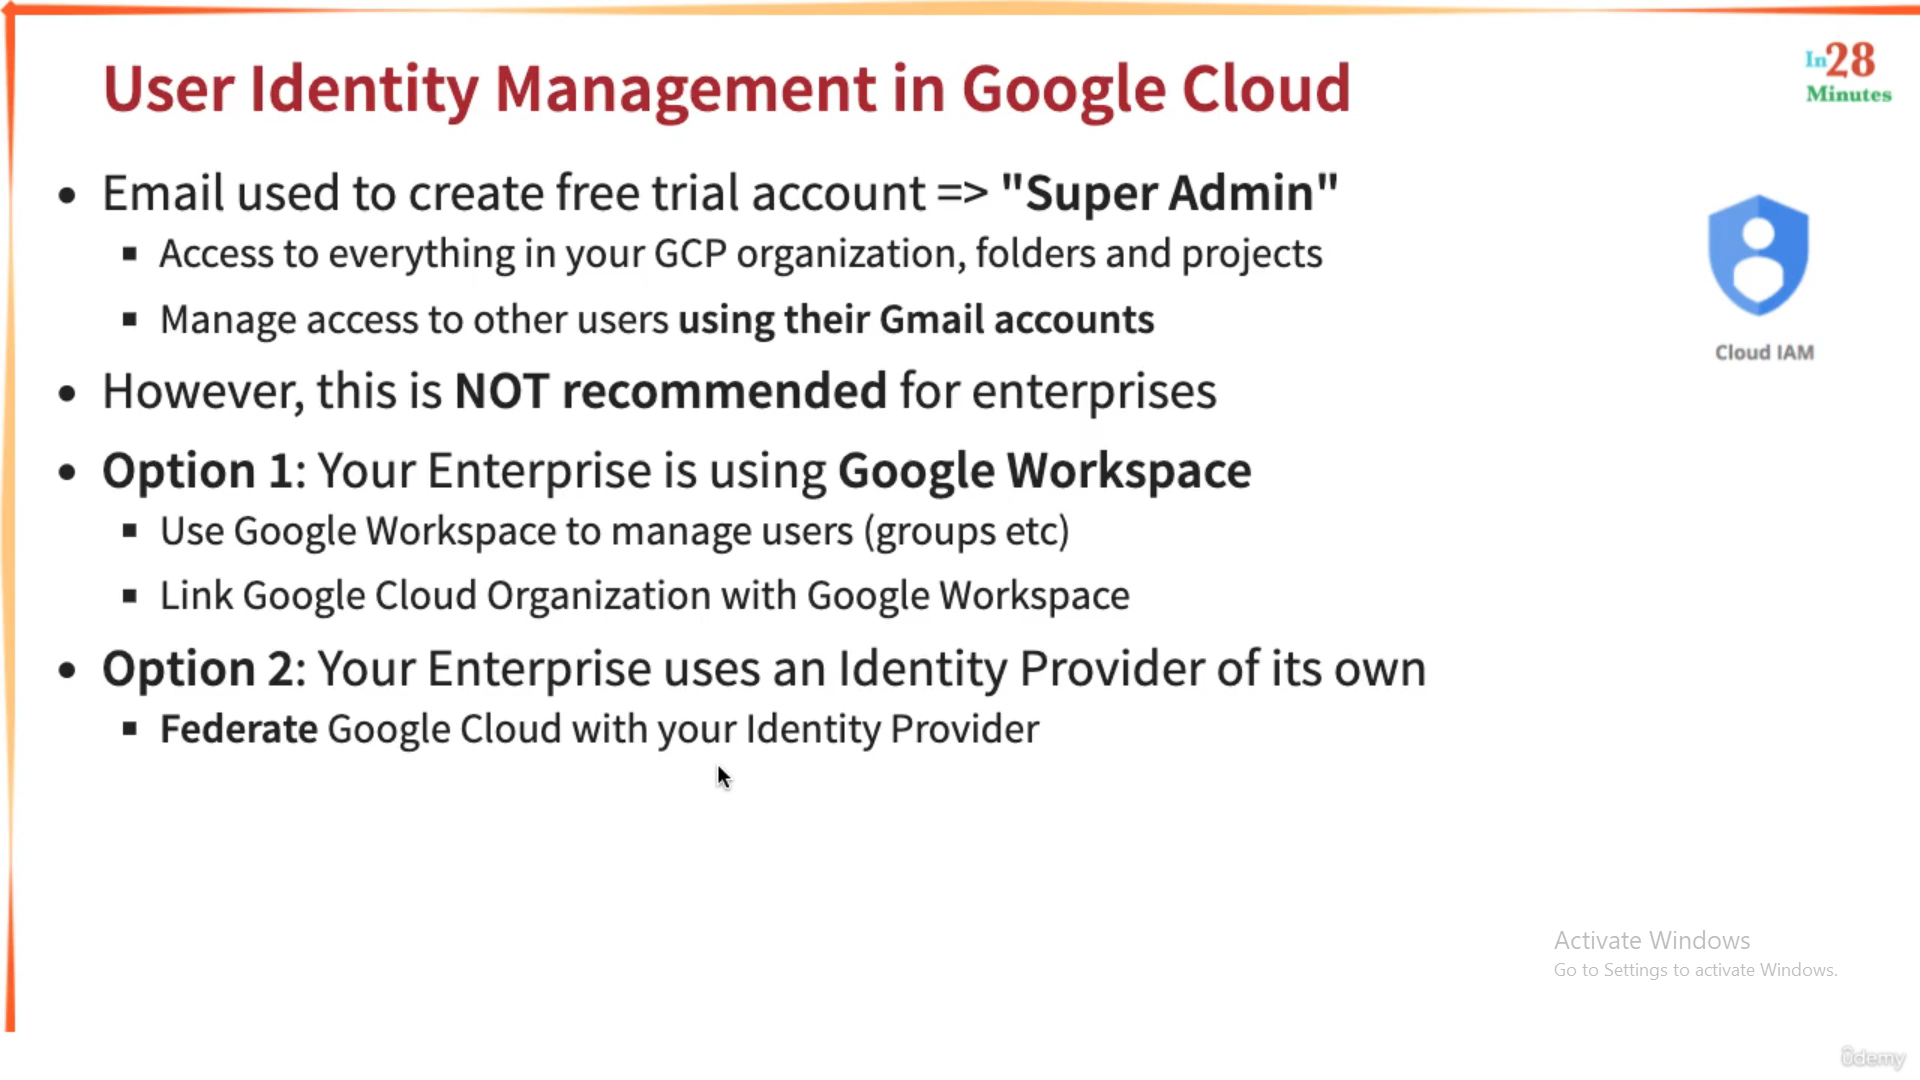 User Identity Management in Google Cloud
In28
Minutes
• Email used to create free trial account => "Super Admin"
▪ Access to everything in your GCP organization, folders and projects
▪ Manage access to other users using their Gmail accounts
Cloud IAM
• However, this is NOT recommended for enterprises
• Option 1: Your Enterprise is using Google Workspace
▪ Use Google Workspace to manage users (groups etc)
▪ Link Google Cloud Organization with Google Workspace
• Option 2: Your Enterprise uses an Identity Provider of its own
▪ Federate Google Cloud with your Identity Provider
Activate Windows
Go to Settings to activate Windows.
ûdemy